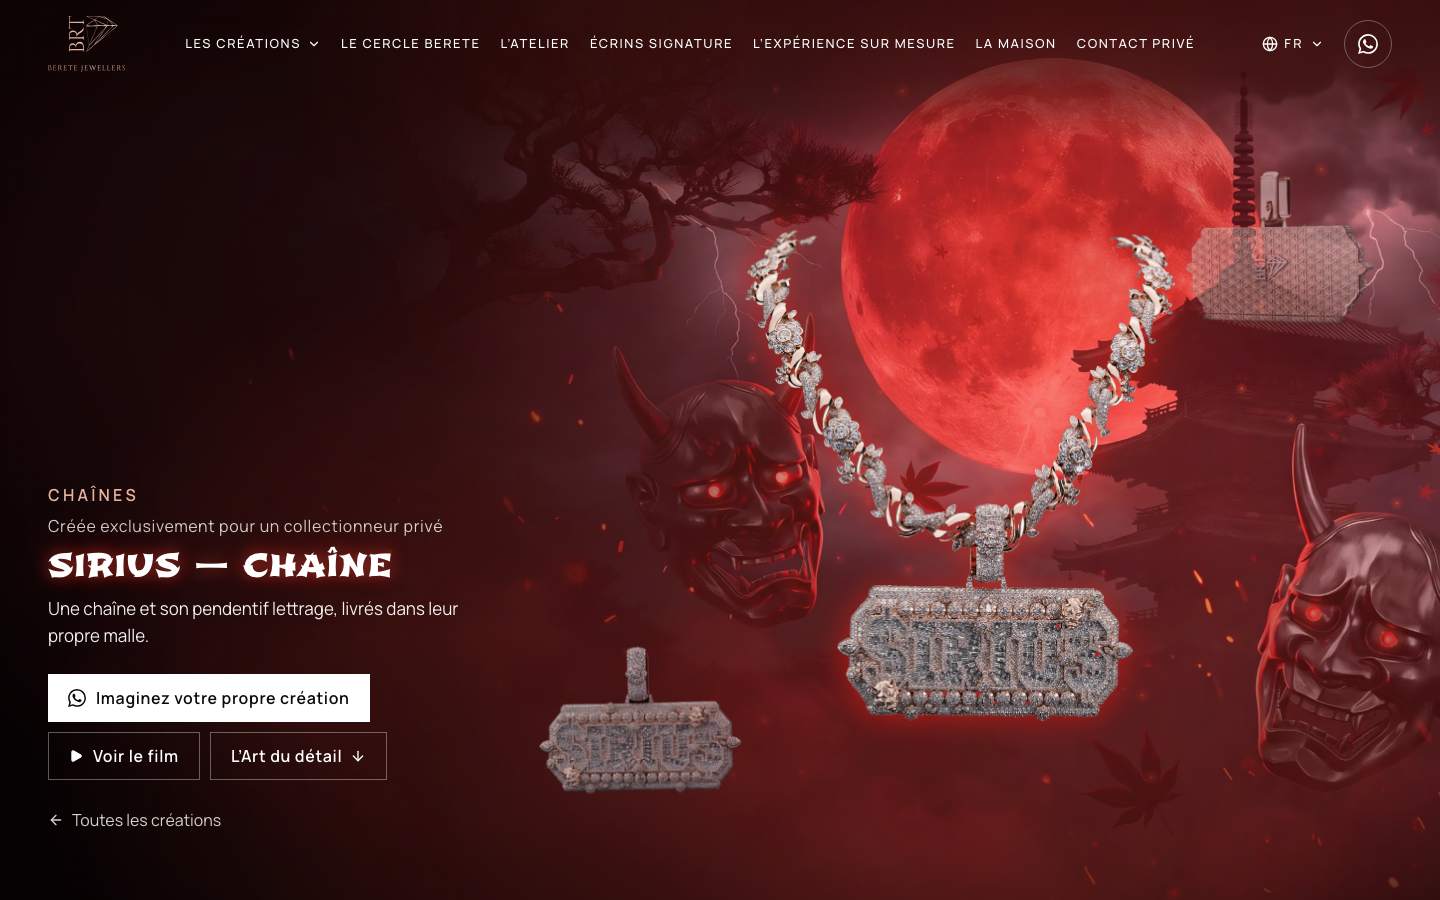 BRT
BERETE JEWELLERS
LES CRÉATIONS
LE CERCLE BERETE
L’ATELIER
ÉCRINS SIGNATURE
L’EXPÉRIENCE SUR MESURE
LA MAISON
CONTACT PRIVÉ
FR
CHAÎNES
Créée exclusivement pour un collectionneur privé
SIRIUS — CHAÎNE
Une chaîne et son pendentif lettrage, livrés dans leur
propre malle.
Imaginez votre propre création
Voir le film
L’Art du détail
Toutes les créations
SIRIUS
SIRIUS